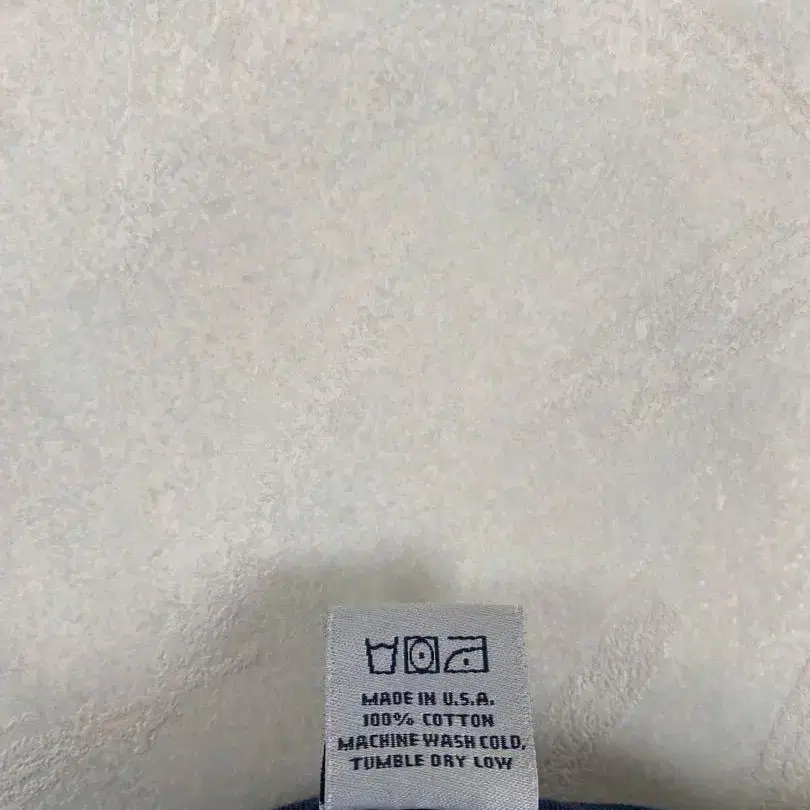 MADE IN U.S.A.
100% COTTON
MACHINE WASH COLD,
TUMBLE DRY LOW